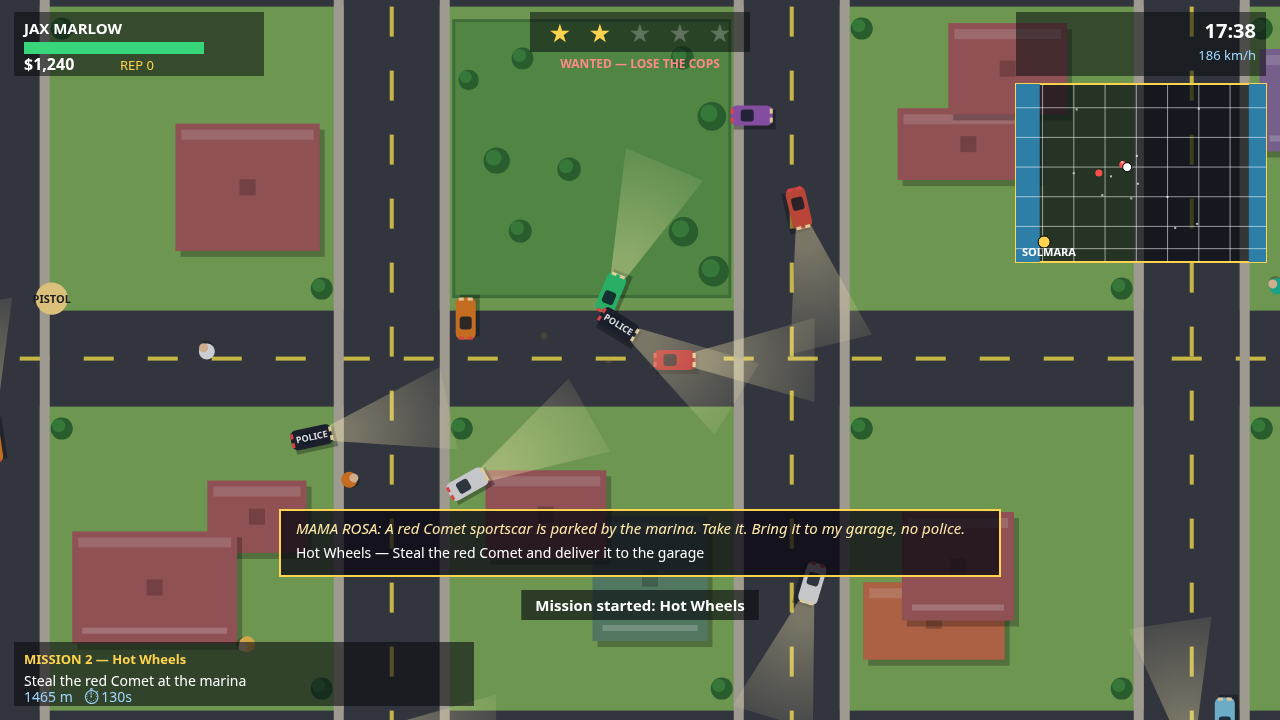 JAX MARLOW
$1,240 REP 0
WANTED — LOSE THE COPS
17:38
186 km/h
SOLMARA
PISTOL
POLICE
POLICE
MAMA ROSA: A red Comet sportscar is parked by the marina. Take it. Bring it to my garage, no police.
Hot Wheels — Steal the red Comet and deliver it to the garage
Mission started: Hot Wheels
MISSION 2 — Hot Wheels
Steal the red Comet at the marina
1465 m ⏱130s